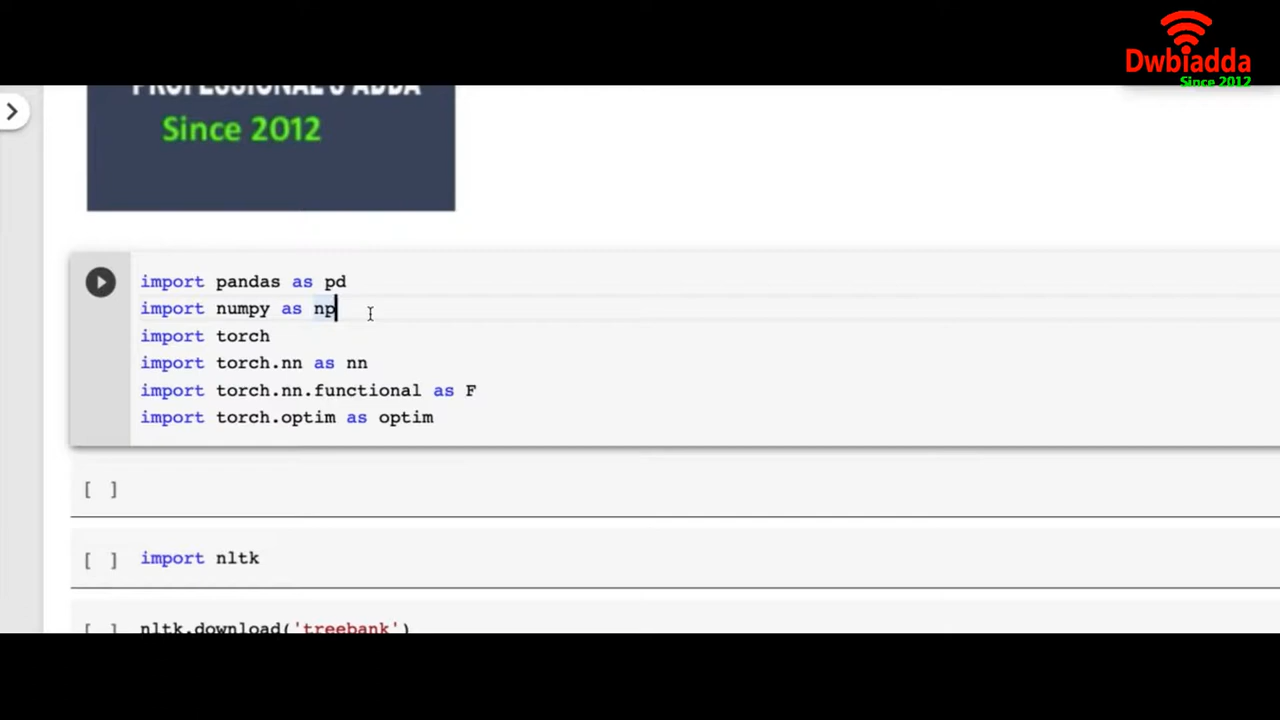 Dwbiadda
Since 2012
PROFESSIONAL'S ADDA
Since 2012
import pandas as pd
import numpy as np
import torch
import torch.nn as nn
import torch.nn.functional as F
import torch.optim as optim
[ ]
[ ] import nltk
[ ] nltk.download('treebank')